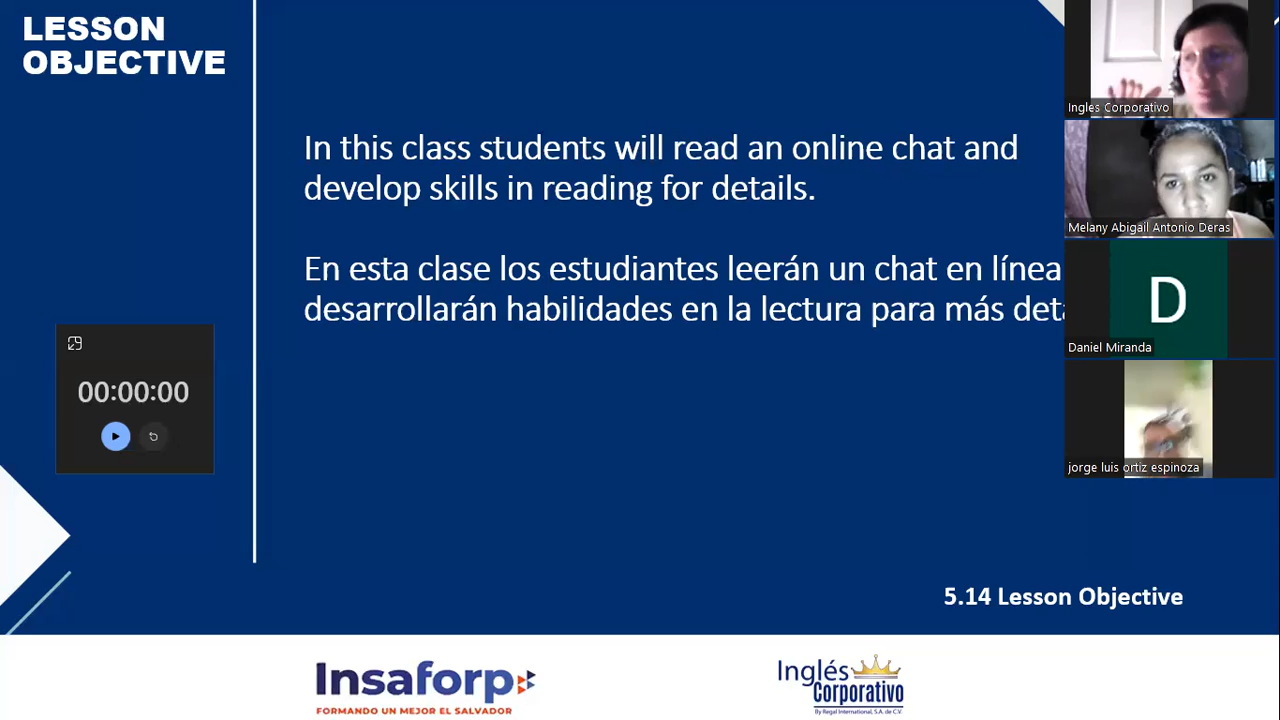 LESSON
OBJECTIVE
In this class students will read an online chat and
develop skills in reading for details.
En esta clase los estudiantes leerán un chat en línea
desarrollarán habilidades en la lectura para más
00:00:00
Ingles Corporativo
Melany Abigail Antonio Deras
D
Daniel Miranda
jorge luis ortiz espinoza
5.14 Lesson Objective
Insaforp
FORMANDO UN MEJOR EL SALVADOR
Inglés
Corporativo
By Regal International, S.A. de C.V.